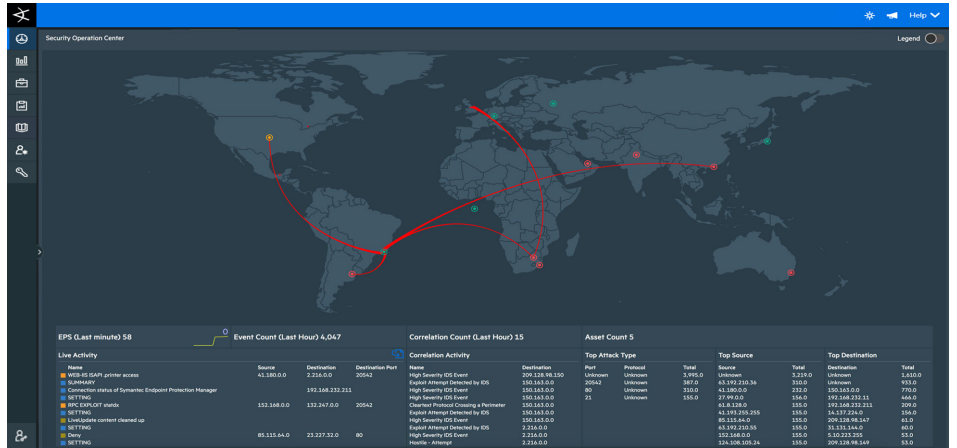 Help
Security Operation Center
Legend
EPS (Last minute) 58
0
Event Count (Last Hour) 4,047
Correlation Count (Last Hour) 15
Asset Count 5
Live Activity
Correlation Activity
Top Attack Type
Top Source
Top Destination
Name Source Destination Destination Port Name Destination Port Protocol Total Source Total Destination Total
WEB-IIS ISAPI .printer access 41.180.0.0 2.216.0.0 20542 High Severity IDS Event 209.128.98.150 Unknown Unknown 3,995.0 Unknown 3,219.0 Unknown 1,610.0
SUMMARY Exploit Attempt Detected by IDS 150.163.0.0 20542 Unknown 387.0 63.192.210.36 310.0 Unknown 933.0
Connection status of Symantec Endpoint Protection Manager 192.168.232.211 High Severity IDS Event 150.163.0.0 80 Unknown 310.0 41.180.0.0 232.0 150.163.0.0 770.0
SETTING High Severity IDS Event 150.163.0.0 21 Unknown 155.0 27.99.0.0 156.0 192.168.232.11 466.0
RPC EXPLOIT statdx 152.168.0.0 132.247.0.0 20542 Cleartext Protocol Crossing a Perimeter 150.163.0.0 61.8.128.0 155.0 192.168.232.211 209.0
SETTING Exploit Attempt Detected by IDS 150.163.0.0 41.193.255.255 155.0 14.137.224.0 156.0
LiveUpdate content cleaned up High Severity IDS Event 150.163.0.0 85.115.64.0 155.0 209.128.98.147 61.0
SETTING Exploit Attempt Detected by IDS 2.216.0.0 63.192.210.55 155.0 31.131.144.0 60.0
Deny 85.115.64.0 23.227.32.0 80 High Severity IDS Event 2.216.0.0 152.168.0.0 155.0 5.10.223.255 53.0
SETTING Hostile - Attempt 2.216.0.0 124.108.105.24 155.0 209.128.98.149 53.0